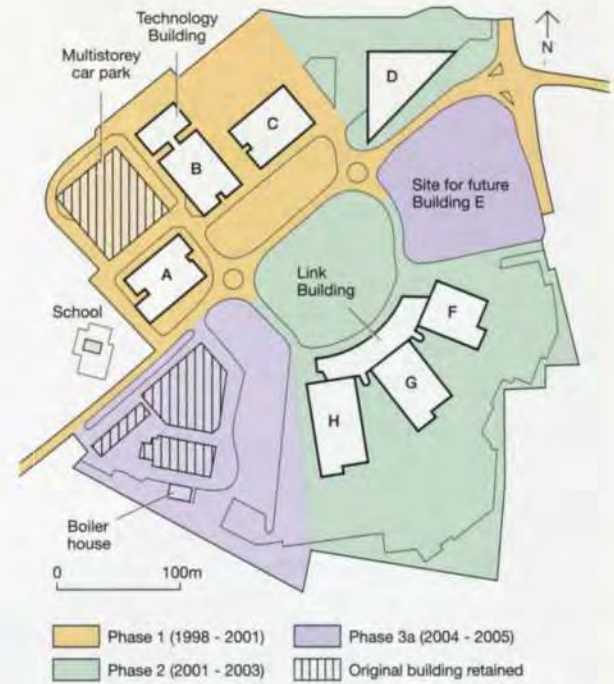 Technology
Building
Multistorey
car park
N
D
C
B
Site for future
Building E
A
Link
Building
School
F
G
H
Boiler
house
0 100m
Phase 1 (1998 - 2001)
Phase 3a (2004 - 2005)
Phase 2 (2001 - 2003)
Original building retained